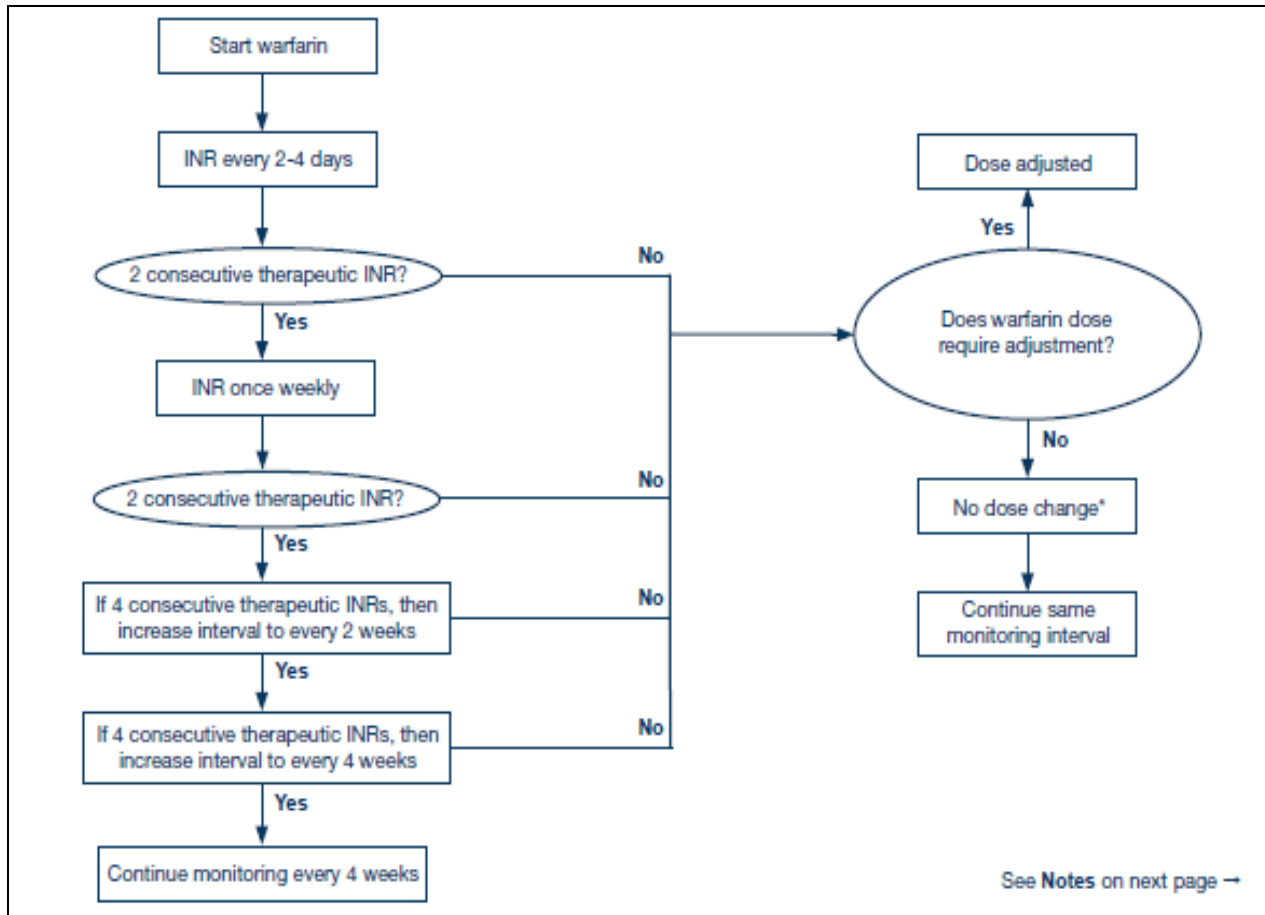 Start warfarin
INR every 2-4 days
2 consecutive therapeutic INR?
No
Yes
INR once weekly
2 consecutive therapeutic INR?
No
Yes
If 4 consecutive therapeutic INRs, then
increase interval to every 2 weeks
No
Yes
If 4 consecutive therapeutic INRs, then
increase interval to every 4 weeks
No
Yes
Continue monitoring every 4 weeks
Dose adjusted
Yes
Does warfarin dose
require adjustment?
No
No dose change*
Continue same
monitoring interval
See Notes on next page →